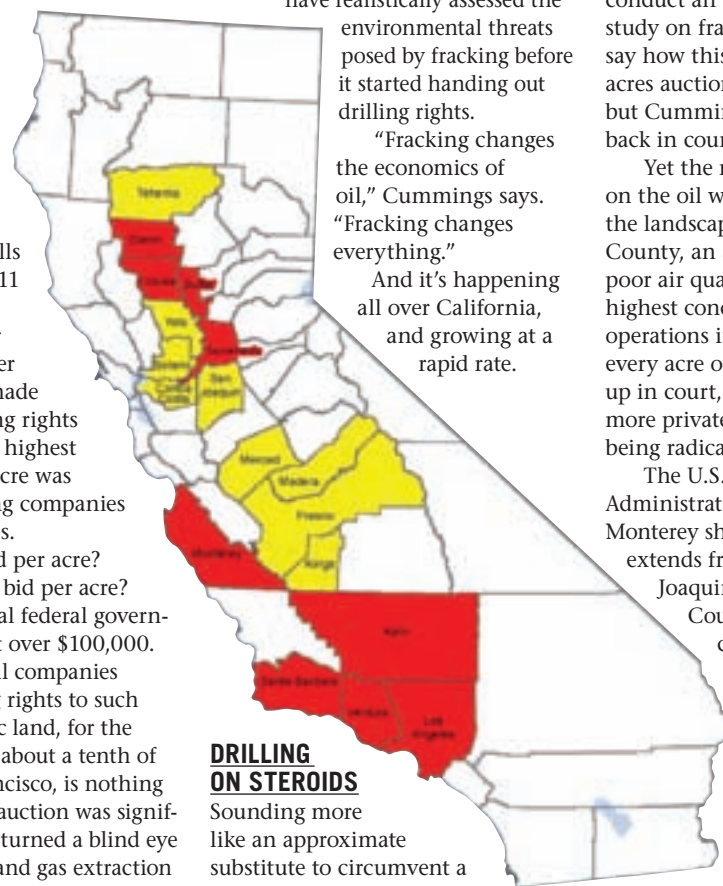 lls
11
er
nade
ng rights
highest
acre was
ng companies
s.
d per acre?
bid per acre?
al federal govern-
t over $100,000.
il companies
g rights to such
c land, for the
about a tenth of
ncisco, is nothing
auction was signif-
turned a blind eye
and gas extraction
have realistically assessed the
environmental threats
posed by fracking before
it started handing out
drilling rights.
“Fracking changes
the economics of
oil,” Cummings says.
“Fracking changes
everything.”
And it’s happening
all over California,
and growing at a
rapid rate.
Tehama
Glenn
Colusa
Sutter
Yolo
Sacramento
Solano
Contra
Costa
San
Joaquin
Merced
Madera
Fresno
Monterey
Kings
Kern
Santa Barbara
Ventura
Los
Angeles
DRILLING
ON STEROIDS
Sounding more
like an approximate
substitute to circumvent a
conduct an
study on fra
say how this
acres auction
but Cummin
back in cour
Yet the r
on the oil w
the landscap
County, an
poor air qua
highest conc
operations in
every acre o
up in court,
more private
being radica
The U.S.
Administrat
Monterey sh
extends fr
Joaquin
Cou
c